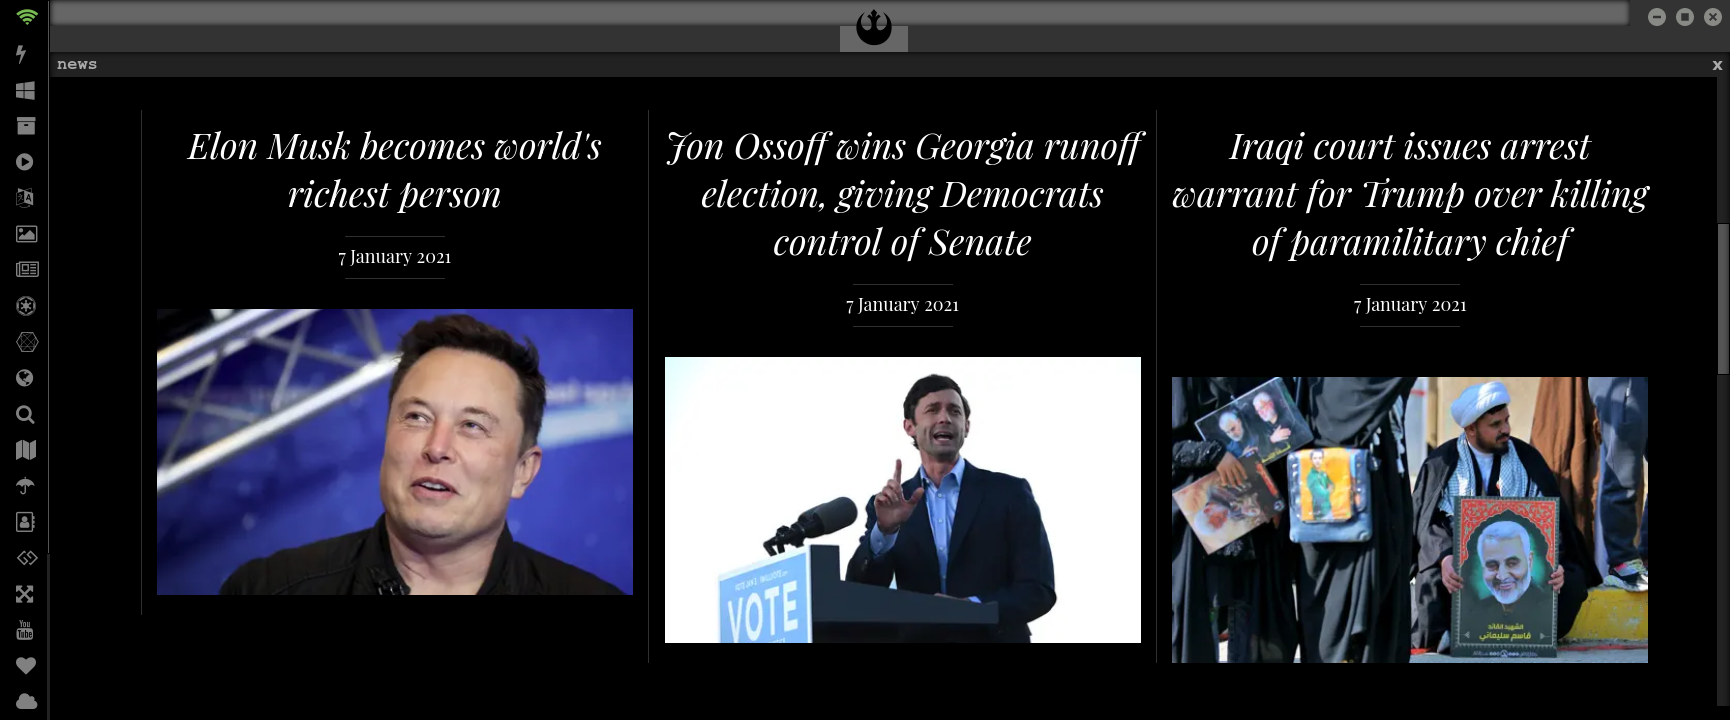 news
x
Elon Musk becomes world's
richest person
7 January 2021
Jon Ossoff wins Georgia runoff
election, giving Democrats
control of Senate
7 January 2021
VOTE
Iraqi court issues arrest
warrant for Trump over killing
of paramilitary chief
7 January 2021
الشهيد القائد
قاسم سليماني
You
Tube